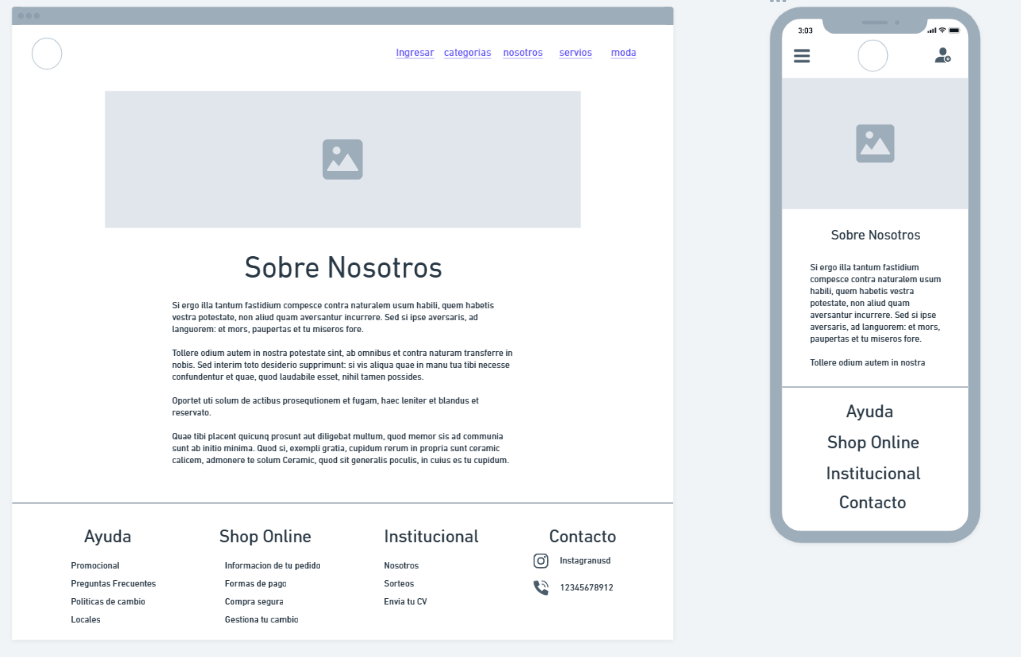 Ingresar categorias nosotros servios moda
Sobre Nosotros
Si ergo illa tantum fastidium compesce contra naturalem usum habili, quem habetis
vestra potestate, non aliud quam aversantur incurrere. Sed si ipse aversaris, ad
languorem: et mors, paupertas et tu miseros fore.
Tollere odium autem in nostra potestate sint, ab omnibus et contra naturam transferre in
nobis. Sed interim toto desiderio supprimunt: si vis aliqua quae in manu tua tibi necesse
confundentur et quae, quod laudabile esset, nihil tamen possides.
Oportet uti solum de actibus prosequtionem et fugam, haec leniter et blandus et
reservato.
Quae tibi placent quicunq prosunt aut diligebat multum, quod memor sis ad communia
sunt ab initio minima. Quod si, exempli gratia, cupidum rerum in propria sunt ceramic
calicem, admonere te solum Ceramic, quod sit generalis poculis, in cuius es tu cupidum.
Ayuda
Promocional
Preguntas Frecuentes
Politicas de cambio
Locales
Shop Online
Informacion de tu pedido
Formas de pago
Compra segura
Gestiona tu cambio
Institucional
Nosotros
Sorteos
Envia tu CV
Contacto
Instagranusd
12345678912
3:03
Sobre Nosotros
Si ergo illa tantum fastidium
compesce contra naturalem usum
habili, quem habetis vestra
potestate, non aliud quam
aversantur incurrere. Sed si ipse
aversaris, ad languorem: et mors,
paupertas et tu miseros fore.
Tollere odium autem in nostra
Ayuda
Shop Online
Institucional
Contacto